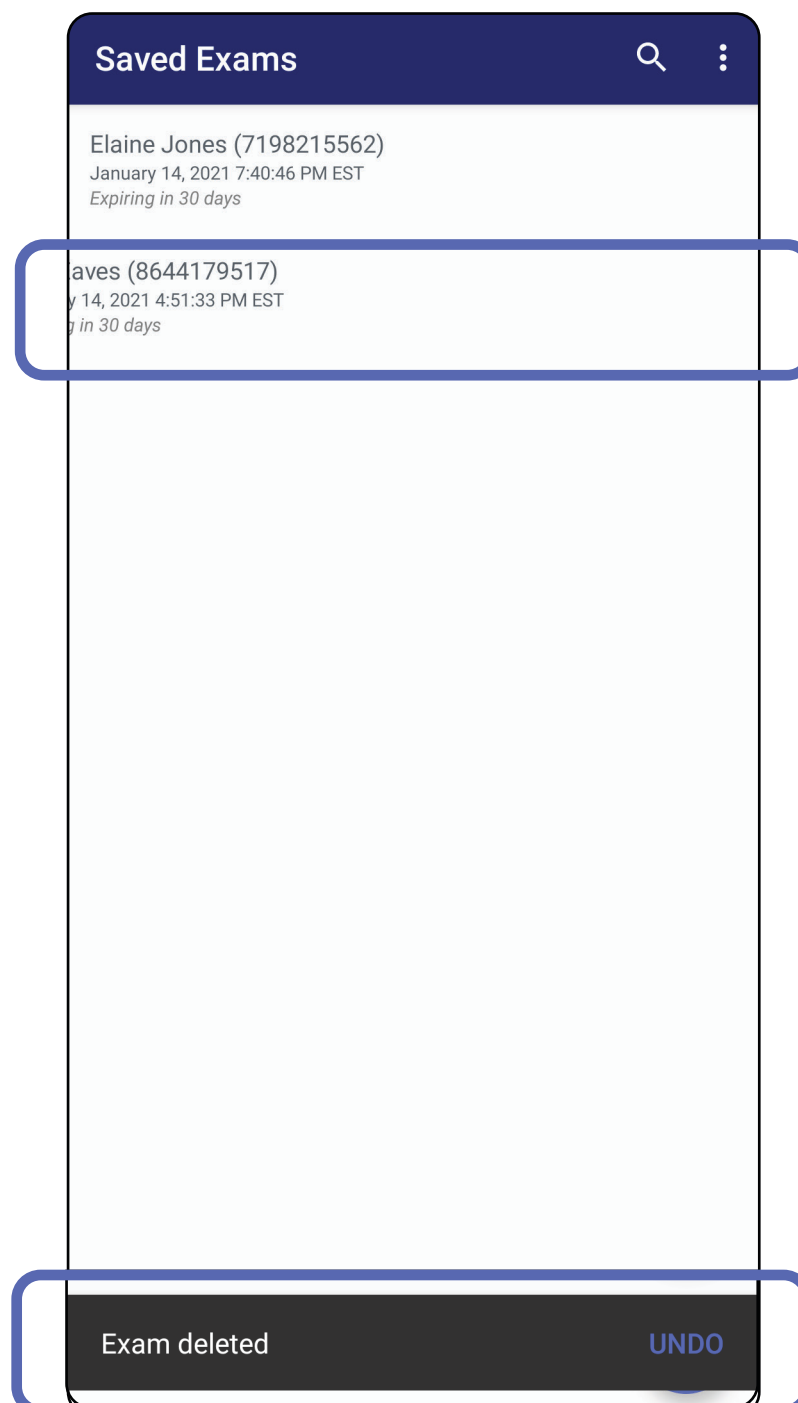 Saved Exams
Elaine Jones (7198215562)
January 14, 2021 7:40:46 PM EST
Expiring in 30 days
aves (8644179517)
y 14, 2021 4:51:33 PM EST
g in 30 days
Exam deleted UNDO